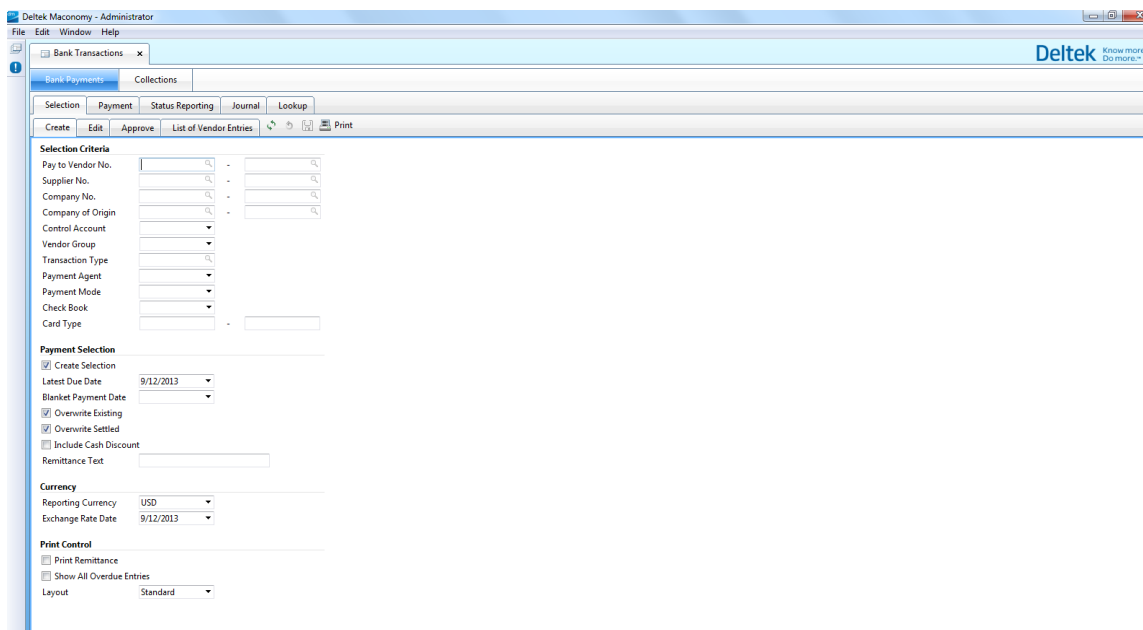 Deltek Maconomy - Administrator
File Edit Window Help
Bank Transactions x
Deltek Know more. Do more.™
Bank Payments Collections
Selection Payment Status Reporting Journal Lookup
Create Edit Approve List of Vendor Entries Print
Selection Criteria
Pay to Vendor No. -
Supplier No. -
Company No. -
Company of Origin -
Control Account
Vendor Group
Transaction Type
Payment Agent
Payment Mode
Check Book
Card Type -
Payment Selection
Create Selection
Latest Due Date 9/12/2013
Blanket Payment Date
Overwrite Existing
Overwrite Settled
Include Cash Discount
Remittance Text
Currency
Reporting Currency USD
Exchange Rate Date 9/12/2013
Print Control
Print Remittance
Show All Overdue Entries
Layout Standard